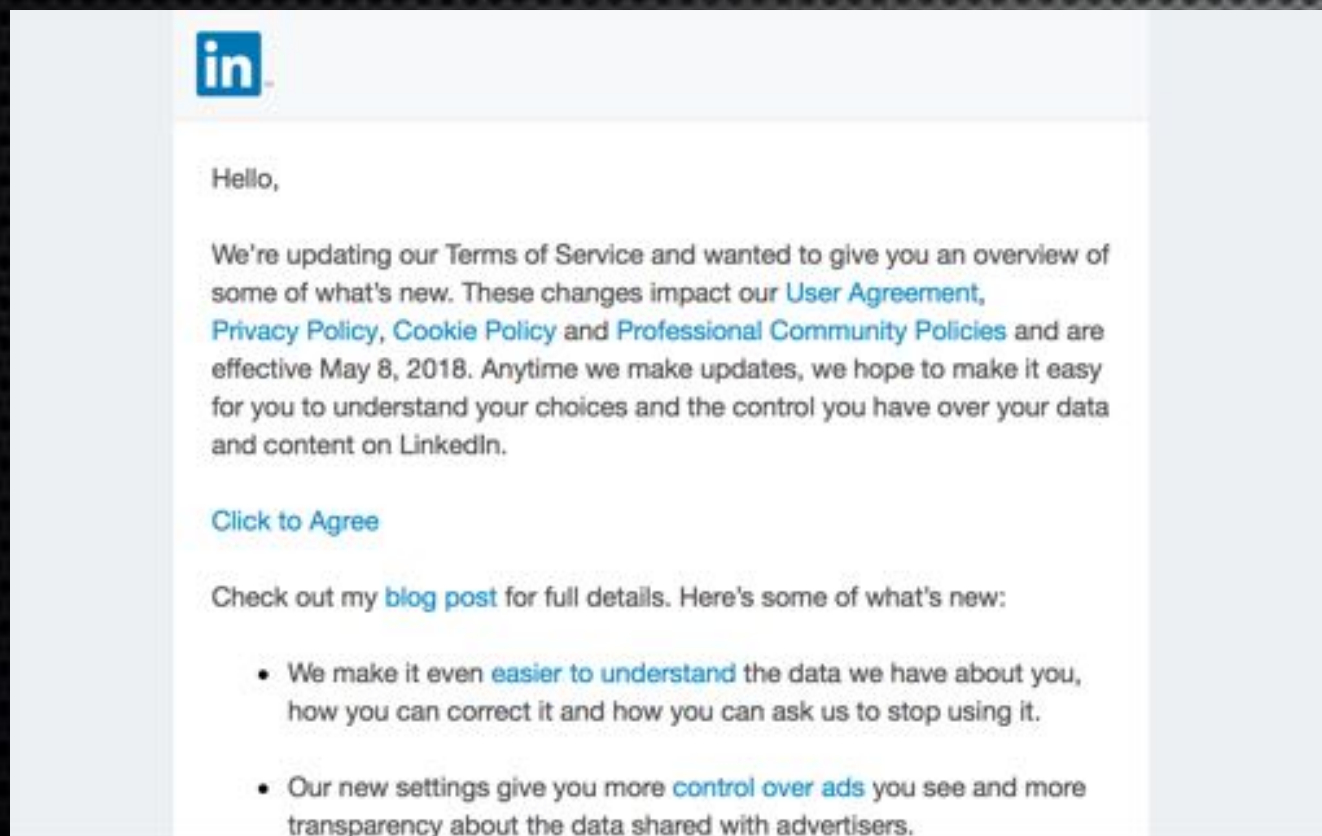 in
Hello,
We're updating our Terms of Service and wanted to give you an overview of
some of what's new. These changes impact our User Agreement,
Privacy Policy, Cookie Policy and Professional Community Policies and are
effective May 8, 2018. Anytime we make updates, we hope to make it easy
for you to understand your choices and the control you have over your data
and content on LinkedIn.
Click to Agree
Check out my blog post for full details. Here's some of what's new:
• We make it even easier to understand the data we have about you,
how you can correct it and how you can ask us to stop using it.
• Our new settings give you more control over ads you see and more
transparency about the data shared with advertisers.